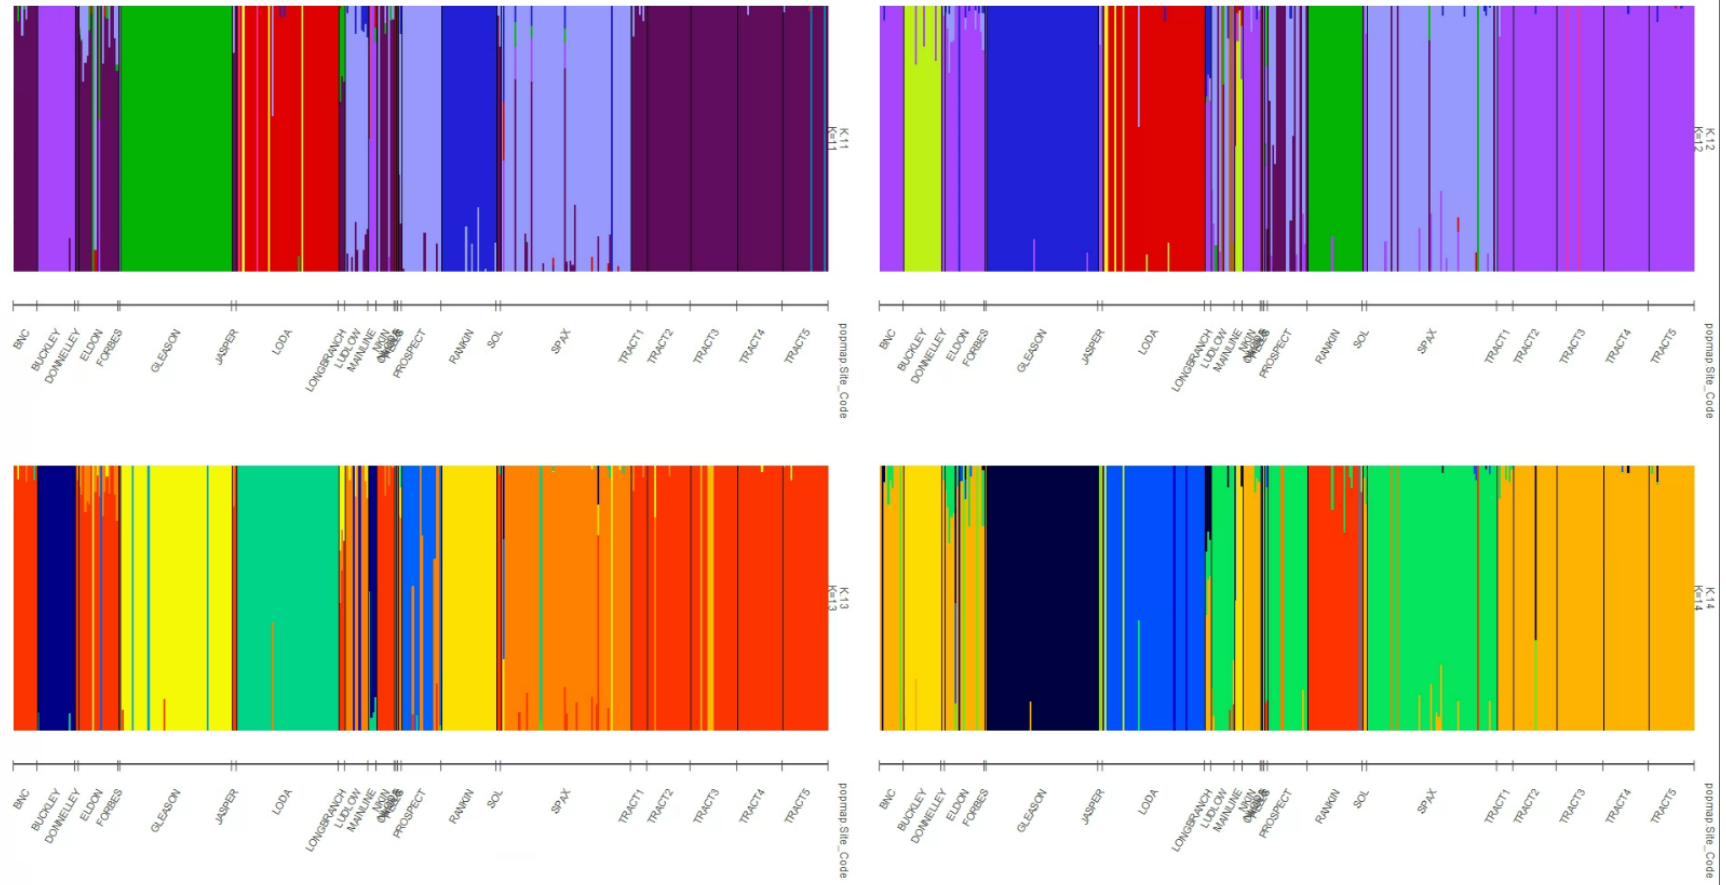 K:11
K=11
BNC
BUCKLEY
DONNELLEY
ELDON
FORBES
GLEASON
JASPER
LODA
LONGBRANCH
LUDLOW
MAINLINE
PROSPECT
RANKIN
SOL
SPAX
TRACT1
TRACT2
TRACT3
TRACT4
TRACT5
popmap.Site_Code
K:12
K=12
BNC
BUCKLEY
DONNELLEY
ELDON
FORBES
GLEASON
JASPER
LODA
LONGBRANCH
LUDLOW
MAINLINE
PROSPECT
RANKIN
SOL
SPAX
TRACT1
TRACT2
TRACT3
TRACT4
TRACT5
popmap.Site_Code
K:13
K=13
BNC
BUCKLEY
DONNELLEY
ELDON
FORBES
GLEASON
JASPER
LODA
LONGBRANCH
LUDLOW
MAINLINE
PROSPECT
RANKIN
SOL
SPAX
TRACT1
TRACT2
TRACT3
TRACT4
TRACT5
popmap.Site_Code
K:14
K=14
BNC
BUCKLEY
DONNELLEY
ELDON
FORBES
GLEASON
JASPER
LODA
LONGBRANCH
LUDLOW
MAINLINE
PROSPECT
RANKIN
SOL
SPAX
TRACT1
TRACT2
TRACT3
TRACT4
TRACT5
popmap.Site_Code